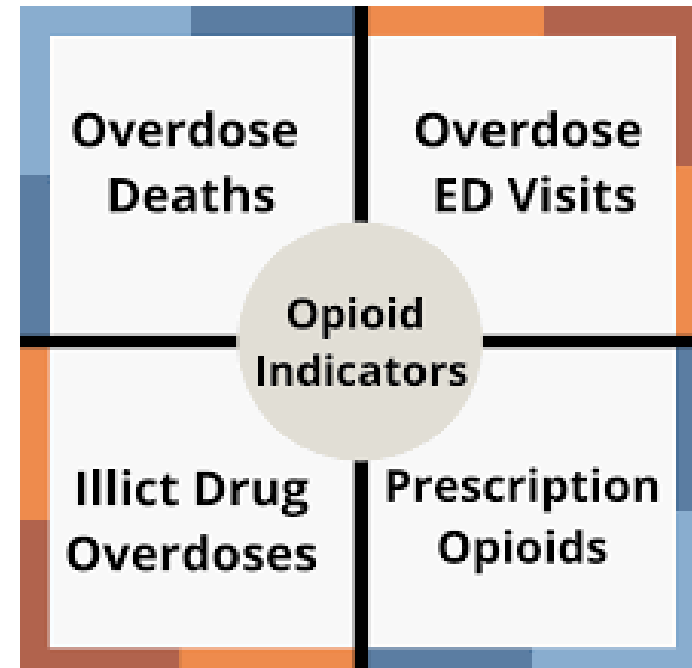 Overdose
Deaths
Overdose
ED Visits
Opioid
Indicators
Illict Drug
Overdoses
Prescription
Opioids